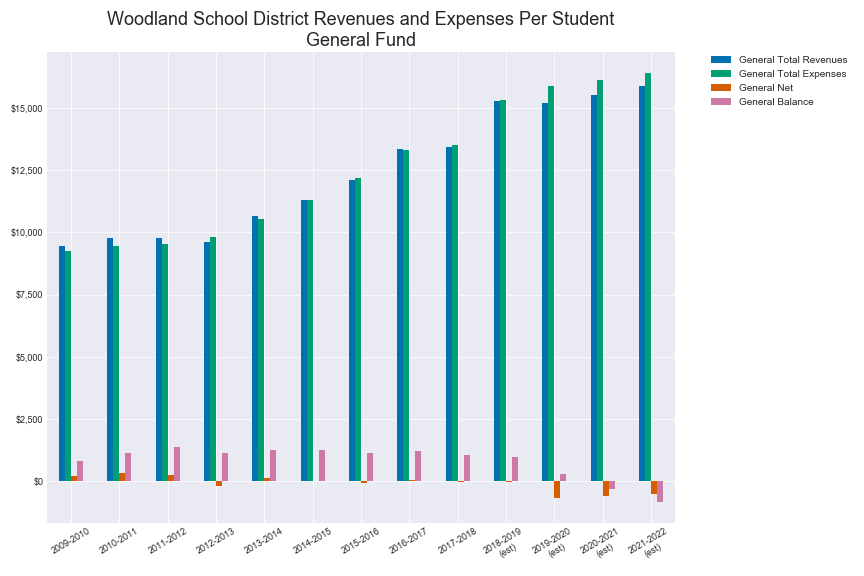 Woodland School District Revenues and Expenses Per Student
General Fund
General Total Revenues
General Total Expenses
General Net
General Balance
$15,000
$12,500
$10,000
$7,500
$5,000
$2,500
$0
2009-2010
2010-2011
2011-2012
2012-2013
2013-2014
2014-2015
2015-2016
2016-2017
2017-2018
2018-2019
(est)
2019-2020
(est)
2020-2021
(est)
2021-2022
(est)